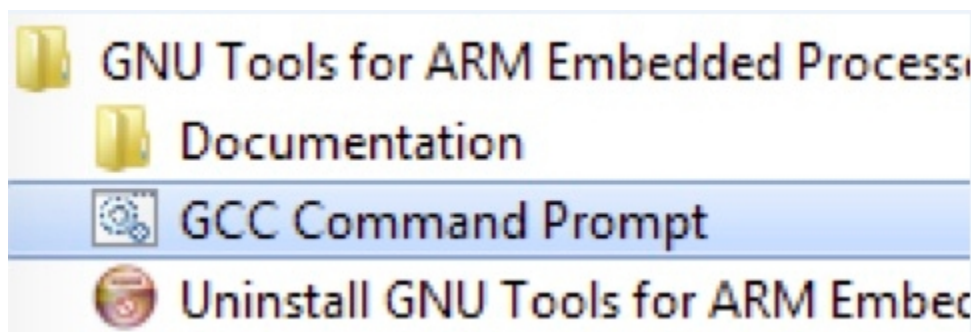 GNU Tools for ARM Embedded Process
Documentation
GCC Command Prompt
Uninstall GNU Tools for ARM Embed